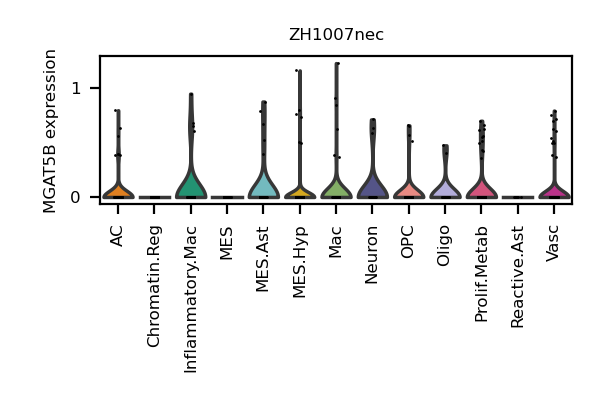 ZH1007nec
MGAT5B expression
1
0
AC
Chromatin.Reg
Inflammatory.Mac
MES
MES.Ast
MES.Hyp
Mac
Neuron
OPC
Oligo
Prolif.Metab
Reactive.Ast
Vasc